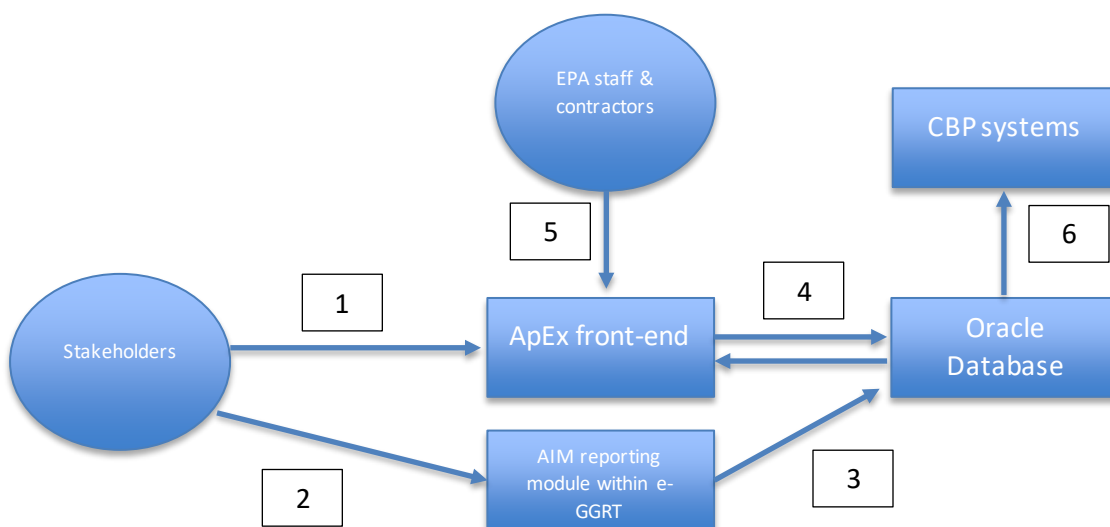 EPA staff &
contractors
CBP systems
5
6
1
4
Stakeholders
ApEx front-end
Oracle
Database
AIM reporting
module within e-
GGRT
2
3